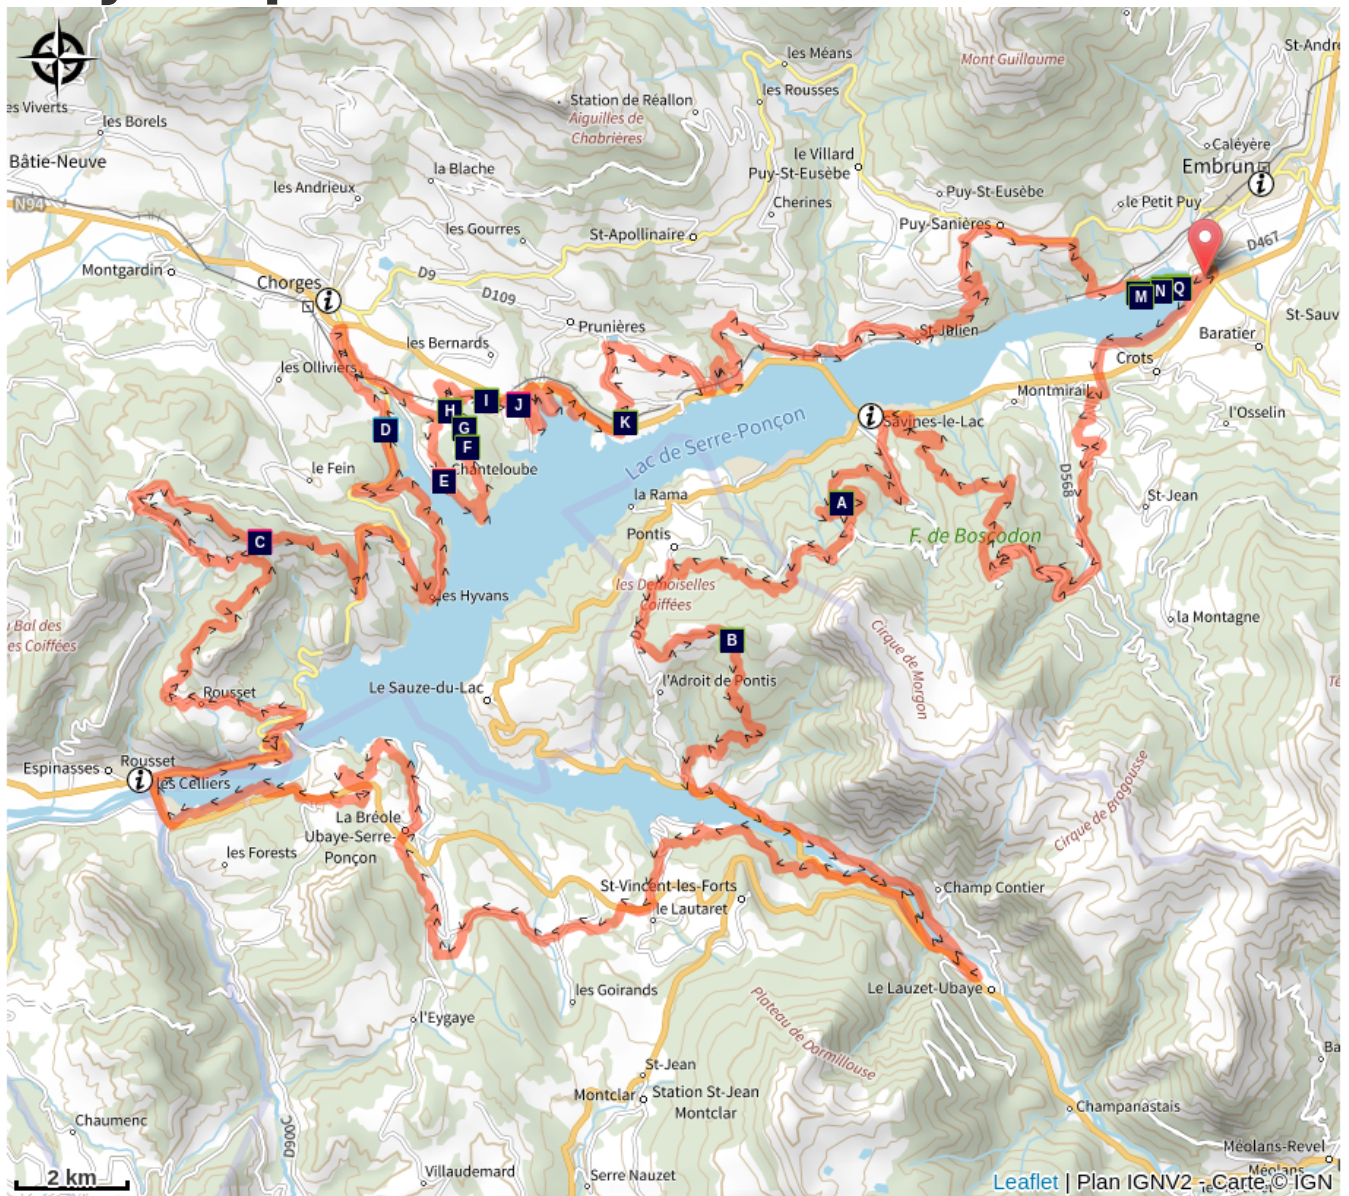 St-André
les Méans
Mont Guillaume
les Rousses
Station de Réallon
es Viverts
les Borels
Aiguilles de
Chabrières
Caléyère
Bâtie-Neuve
la Blache
le Villard
Embrun
Puy-St-Eusèbe
les Andrieux
Puy-St-Eusèbe
N94
Cherines
le Petit Puy
les Gourres
St-Apollinaire
Puy-Sanières
D467
Montgardin
D9
Chorges
D109
M
N
Q
St-Sauv
Prunières
St-Julien
Baratier
les Bernards
Crots
les Olliviers
Montmirail
H
I
J
l'Osselin
D
G
K
Savines-le-Lac
F
Lac de Serre-Ponçon
le Fein
Chanteloube
E
D568
la Rama
A
St-Jean
Pontis
F. de Boscodon
C
les Demoiselles
Coiffées
les Hyvans
la Montagne
u Bal des
es Coiffées
B
Cirque de Morgon
l'Adroit de Pontis
Le Sauze-du-Lac
Rousset
Espinasses
Rousset
les Celliers
Cirque de Bragousse
La Bréole
Ubaye-Serre-
Ponçon
les Forests
St-Vincent-les-Forts
Champ Contier
le Lautaret
Le Lauzet-Ubaye
les Goirands
Plateau de Dormillouse
l'Eygaye
St-Jean
Montclar
Station St-Jean
Montclar
Champanastais
Chaumenc
D900C
Méolans-Revel
Méolans
Villaudemard
Serre Nauzet
2 km
Leaflet | Plan IGNV2 - Carte © IGN